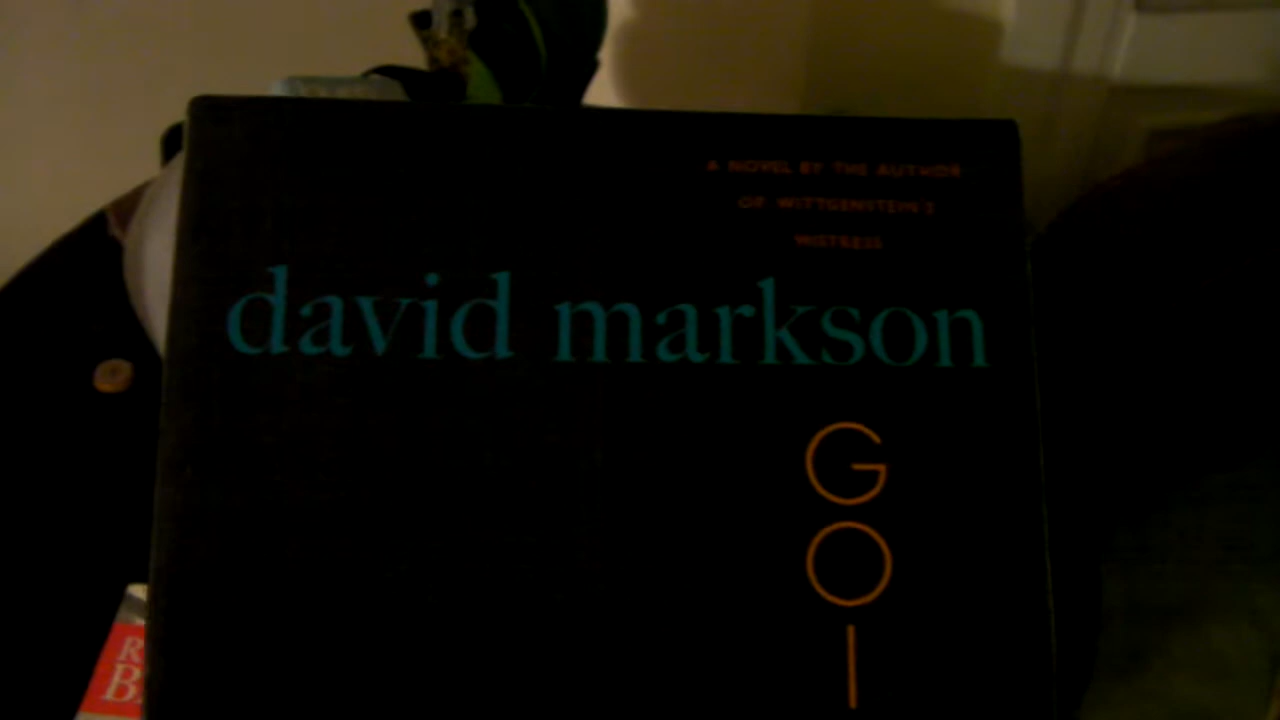 A NOVEL BY THE AUTHOR
OF WITTGENSTEIN'S
MISTRESS
david markson
G
O
I
R
B